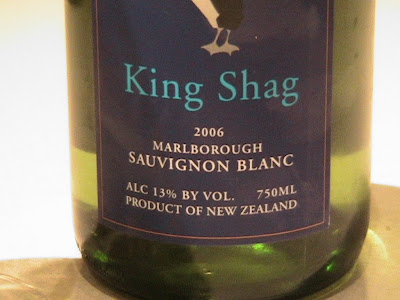 King Shag
2006
MARLBOROUGH
SAUVIGNON BLANC
ALC 13% BY VOL. 750ML
PRODUCT OF NEW ZEALAND